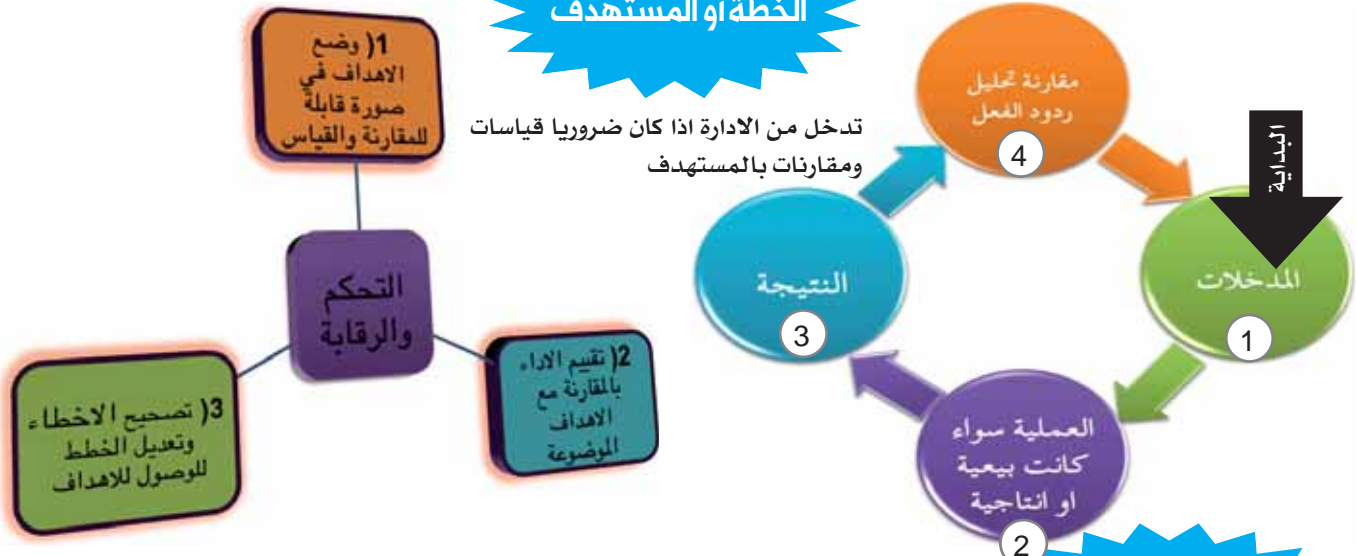 الخطة أو المستهدف
تدخل من الادارة اذا كان ضروريا قياسات
ومقارنات بالمستهدف
البداية
المدخلات
1
العملية سواء
كانت بيعية
او انتاجية
2
النتيجة
3
مقارنة تحليل
ردود الفعل
4
التحكم
والرقابة
1) وضع
الاهداف في
صورة قابلة
للمقارنة والقياس
2) تقييم الاداء
بالمقارنة مع
الاهداف
الموضوعة
3) تصحيح الاخطاء
وتعديل الخطط
للوصول للاهداف